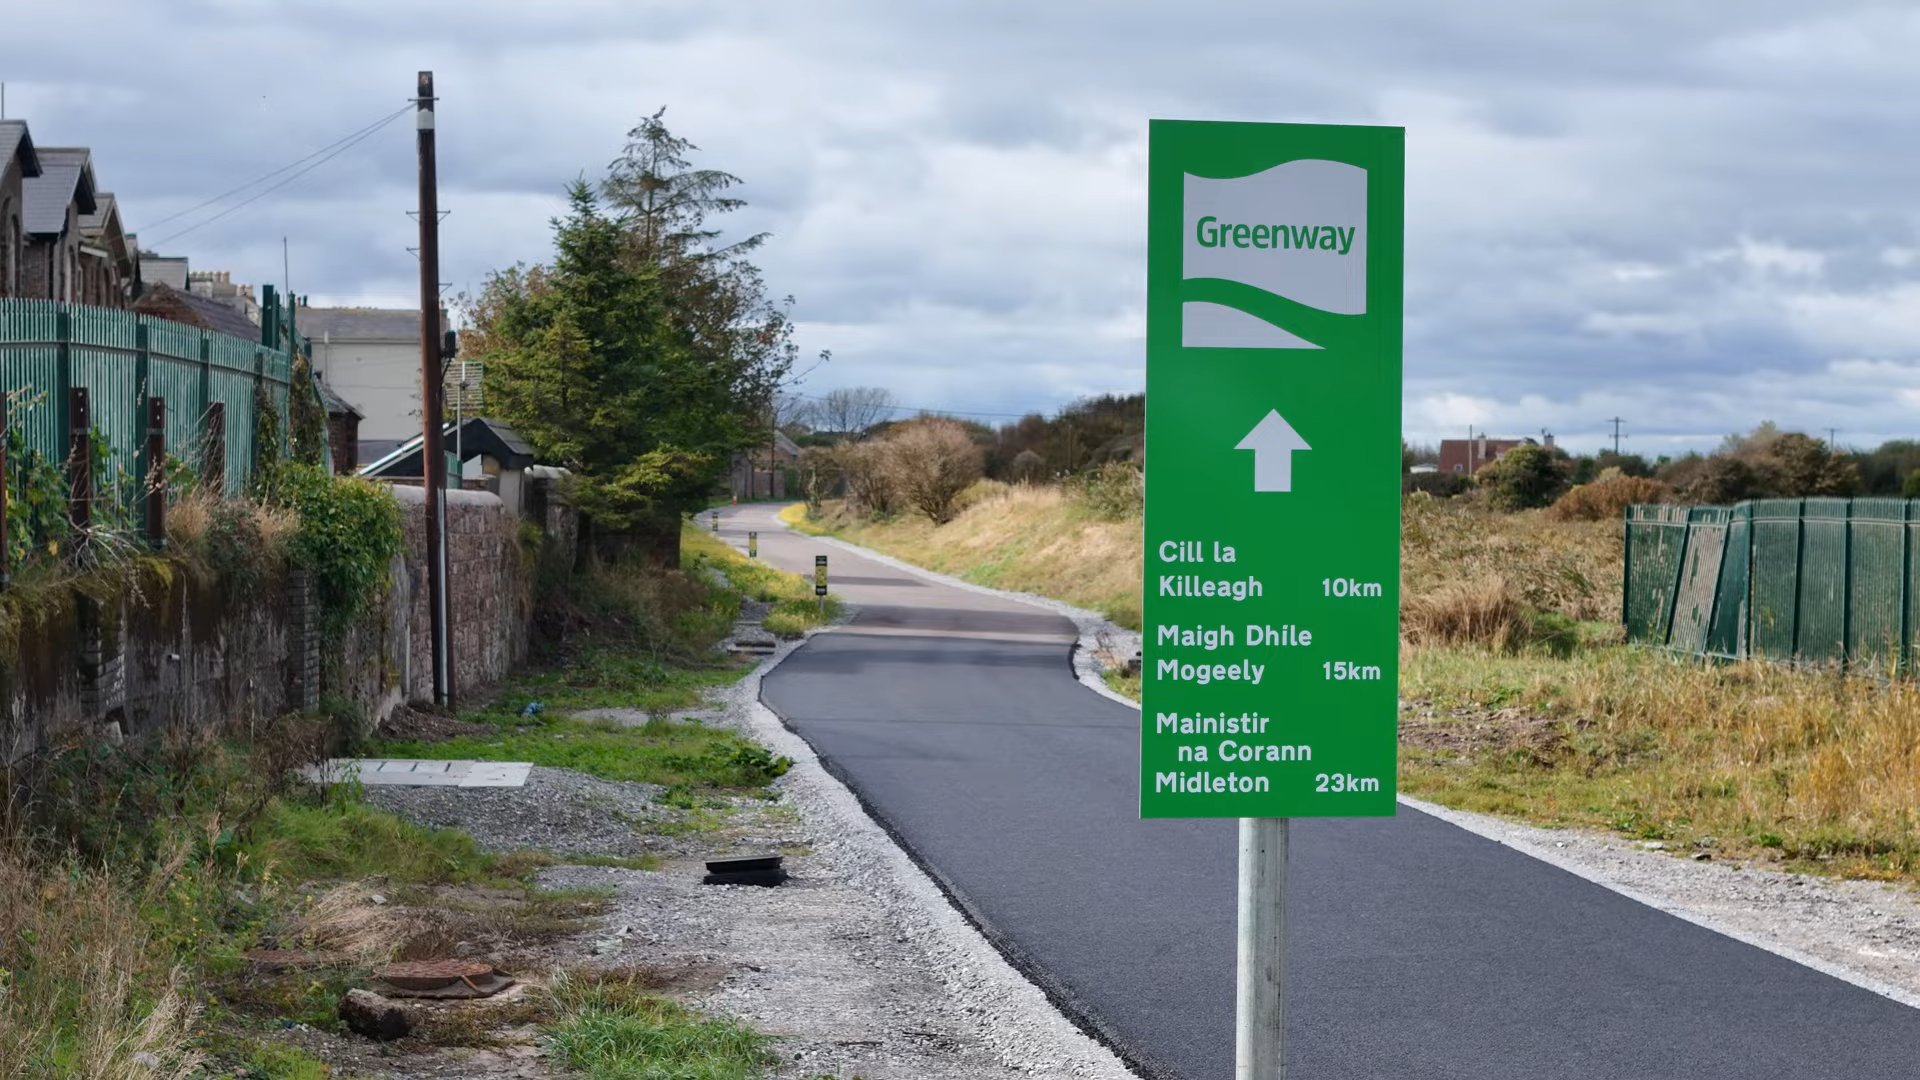 Greenway
Cill la
Killeagh 10km
Maigh Dhíle
Mogeely 15km
Mainistir
na Corann
Midleton 23km